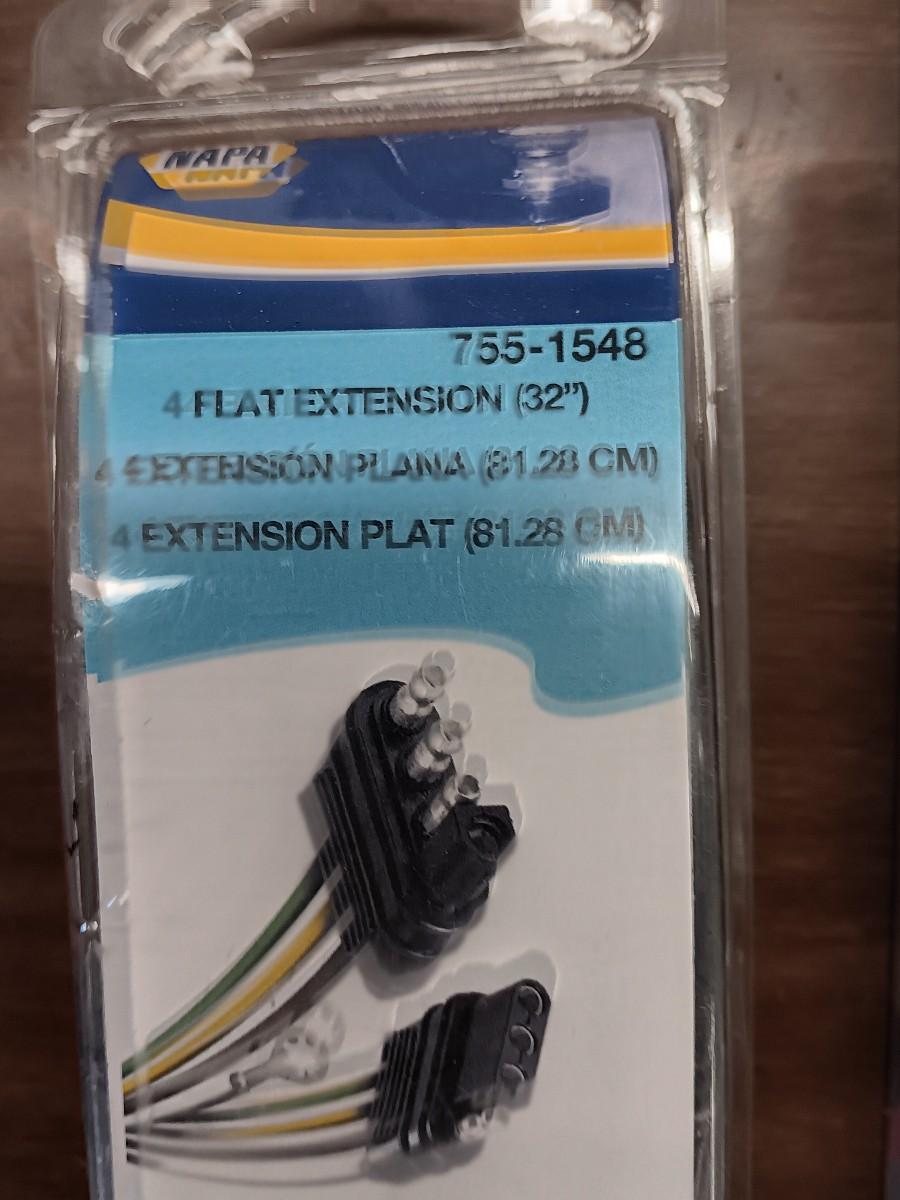 NAPA
755-1548
4 FLAT EXTENSION (32")
4 EXTENSIÓN PLANA (81.28 CM)
4 EXTENSION PLAT (81.28 CM)